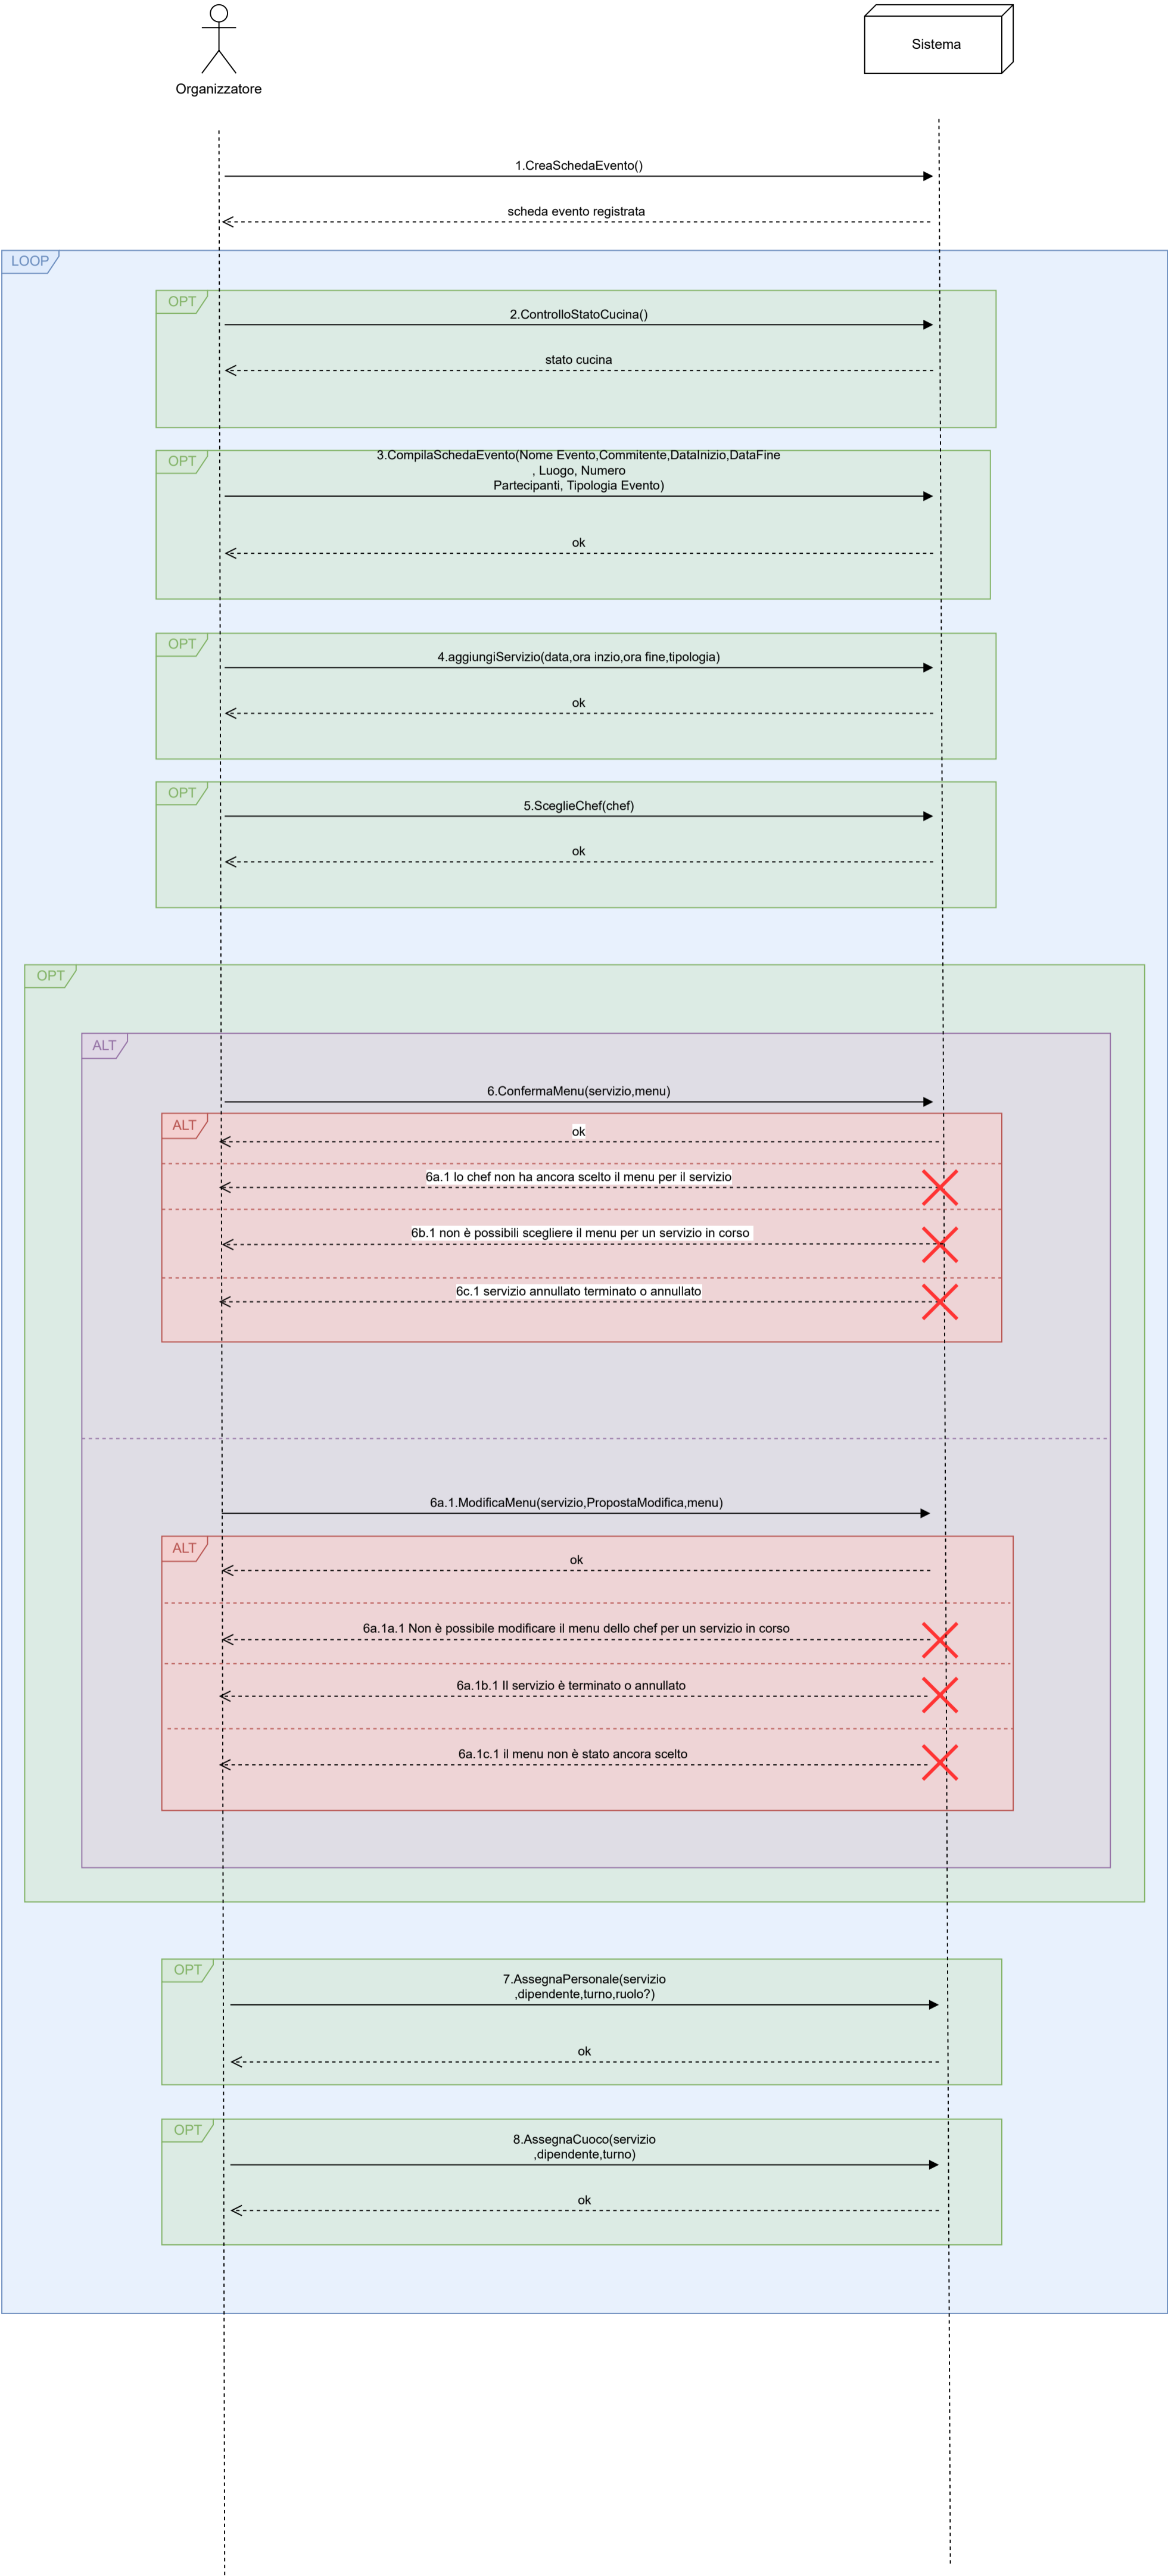 Organizzatore
Sistema
1.CreaSchedaEvento()
scheda evento registrata
LOOP
OPT
2.ControlloStatoCucina()
stato cucina
OPT
3.CompilaSchedaEvento(Nome Evento,Commitente,DataInizio,DataFine
, Luogo, Numero
Partecipanti, Tipologia Evento)
ok
OPT
4.aggiungiServizio(data,ora inzio,ora fine,tipologia)
ok
OPT
5.SceglieChef(chef)
ok
OPT
ALT
6.ConfermaMenu(servizio,menu)
ALT
ok
6a.1 lo chef non ha ancora scelto il menu per il servizio
6b.1 non è possibili scegliere il menu per un servizio in corso
6c.1 servizio annullato terminato o annullato
6a.1.ModificaMenu(servizio,PropostaModifica,menu)
ALT
ok
6a.1a.1 Non è possibile modificare il menu dello chef per un servizio in corso
6a.1b.1 Il servizio è terminato o annullato
6a.1c.1 il menu non è stato ancora scelto
OPT
7.AssegnaPersonale(servizio
,dipendente,turno,ruolo?)
ok
OPT
8.AssegnaCuoco(servizio
,dipendente,turno)
ok